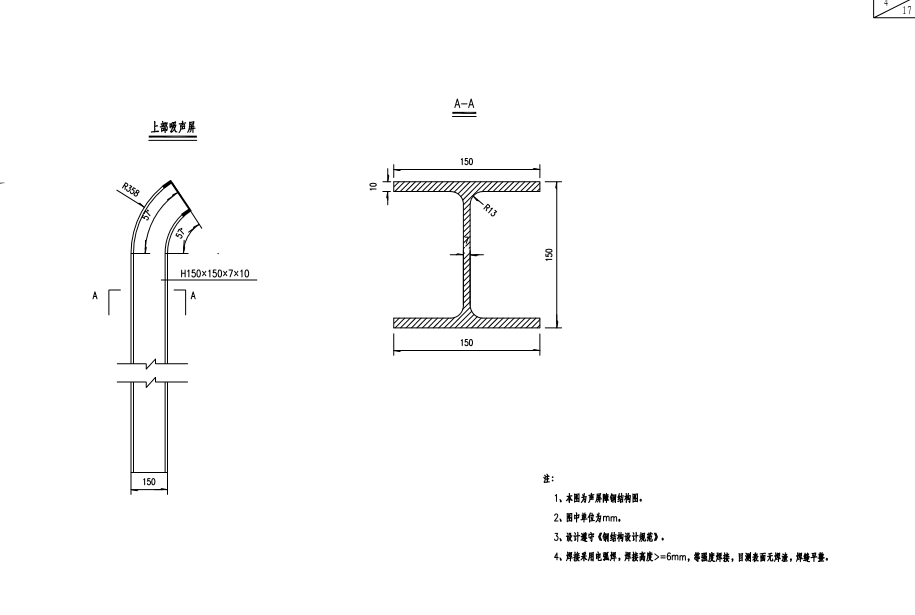 4
17
A-A
上部吸声屏
150
10
R358
R13
57°
57°
7
150
H150×150×7×10
A
A
150
150
注:
1、本图为声屏障钢结构图。
2、图中单位为mm。
3、设计遵守《钢结构设计规范》。
4、焊接采用电弧焊，焊接高度>=6mm，等强度焊接，目测表面无焊渣，焊缝平整。